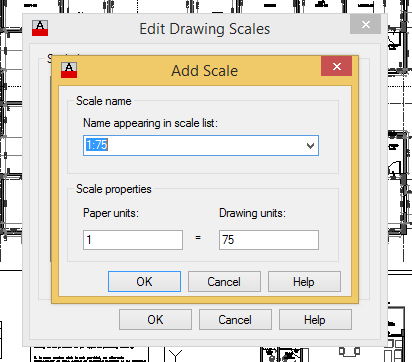 Edit Drawing Scales
Add Scale
Scale name
Name appearing in scale list:
1:75
Scale properties
Paper units:
Drawing units:
1 = 75
OK Cancel Help
OK Cancel Help